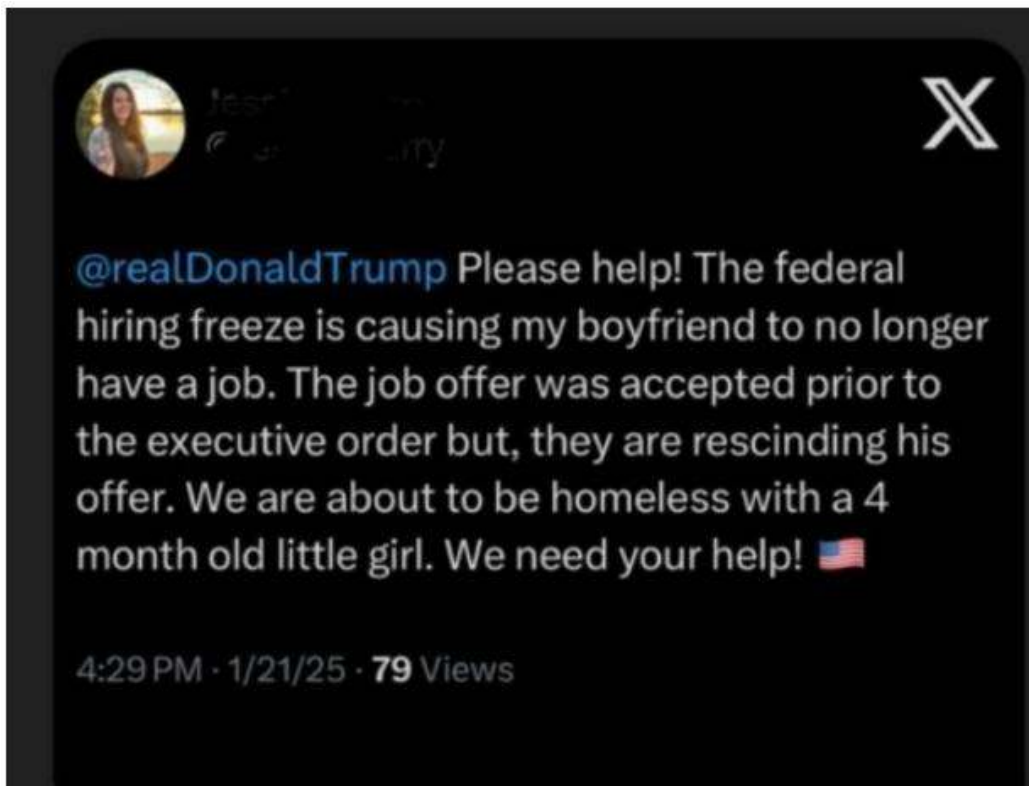 @realDonaldTrump Please help! The federal
hiring freeze is causing my boyfriend to no longer
have a job. The job offer was accepted prior to
the executive order but, they are rescinding his
offer. We are about to be homeless with a 4
month old little girl. We need your help! 🇺🇸
4:29 PM · 1/21/25 · 79 Views